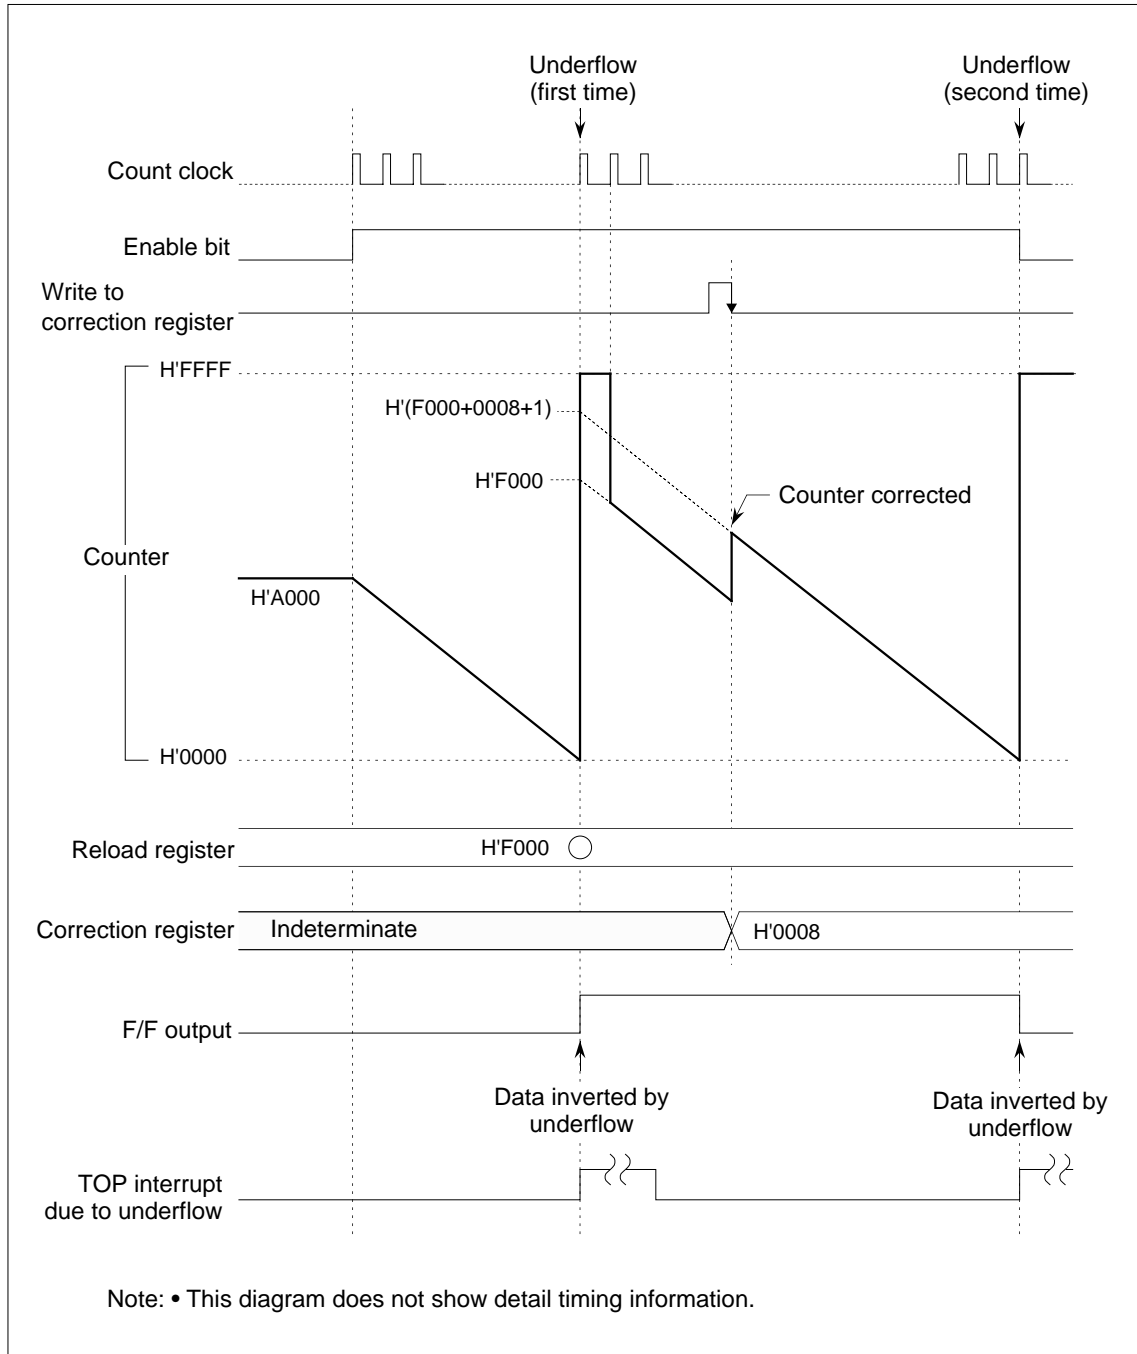 Underflow
(first time)
Underflow
(second time)
Count clock
Enable bit
Write to
correction register
H'FFFF
H'(F000+0008+1)
H'F000
Counter corrected
Counter
H'A000
H'0000
Reload register
H'F000
Correction register
Indeterminate
H'0008
F/F output
Data inverted by
underflow
Data inverted by
underflow
TOP interrupt
due to underflow
Note: • This diagram does not show detail timing information.